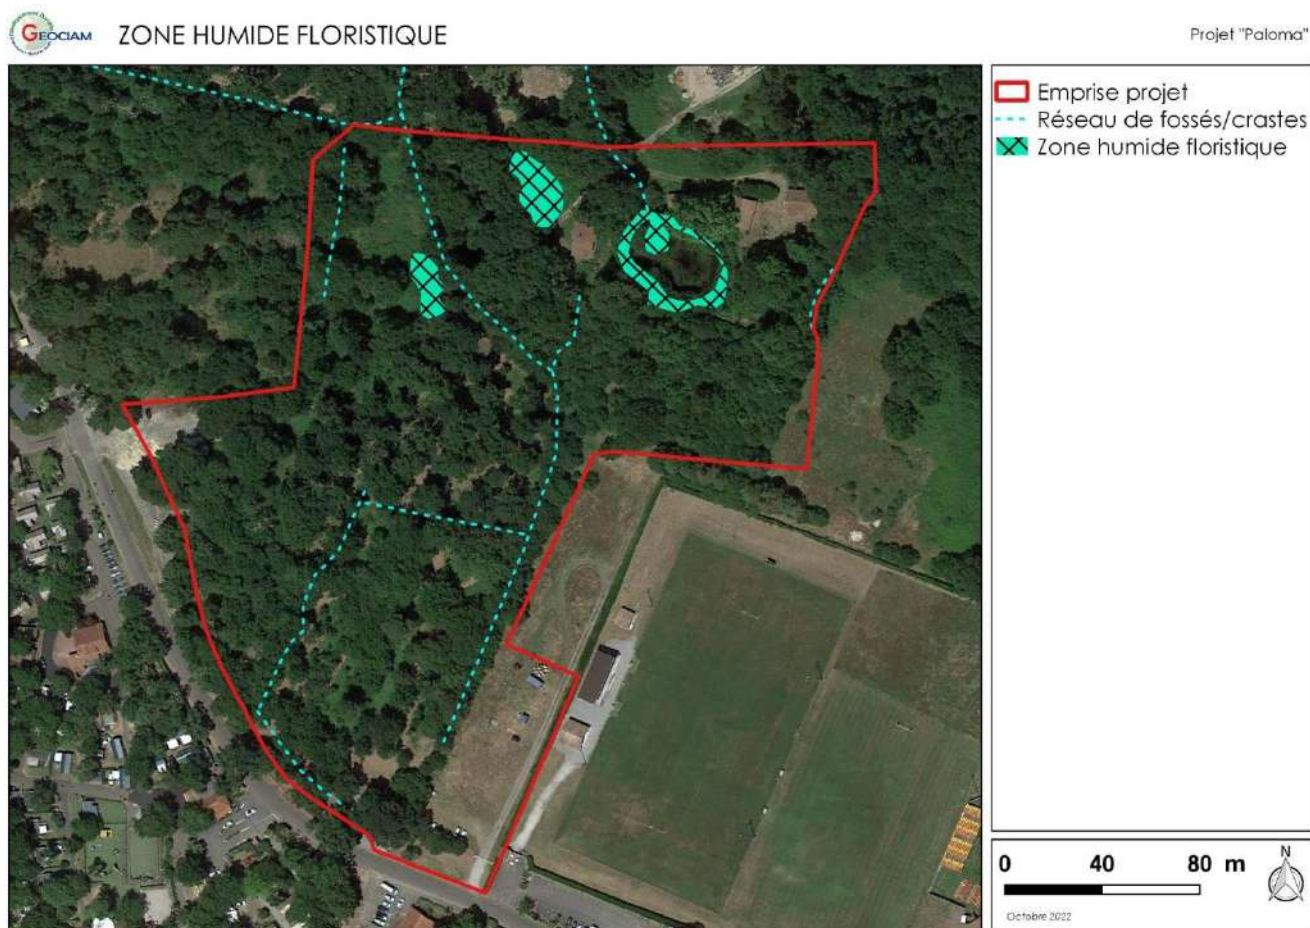 GEOCIAM
ZONE HUMIDE FLORISTIQUE
Projet "Paloma"
Emprise projet
Réseau de fossés/crastes
Zone humide floristique
0 40 80 m
N
Octobre 2022